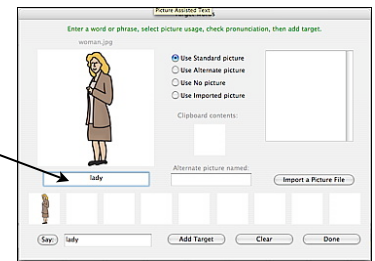 Picture Assisted Text
Enter a word or phrase, select picture usage, check pronunciation, then add target.
woman.jpg
Use Standard picture
Use Alternate picture
Use No picture
Use Imported picture
Clipboard contents:
Alternate picture named:
lady
Import a Picture File
Say:
lady
Add Target
Clear
Done